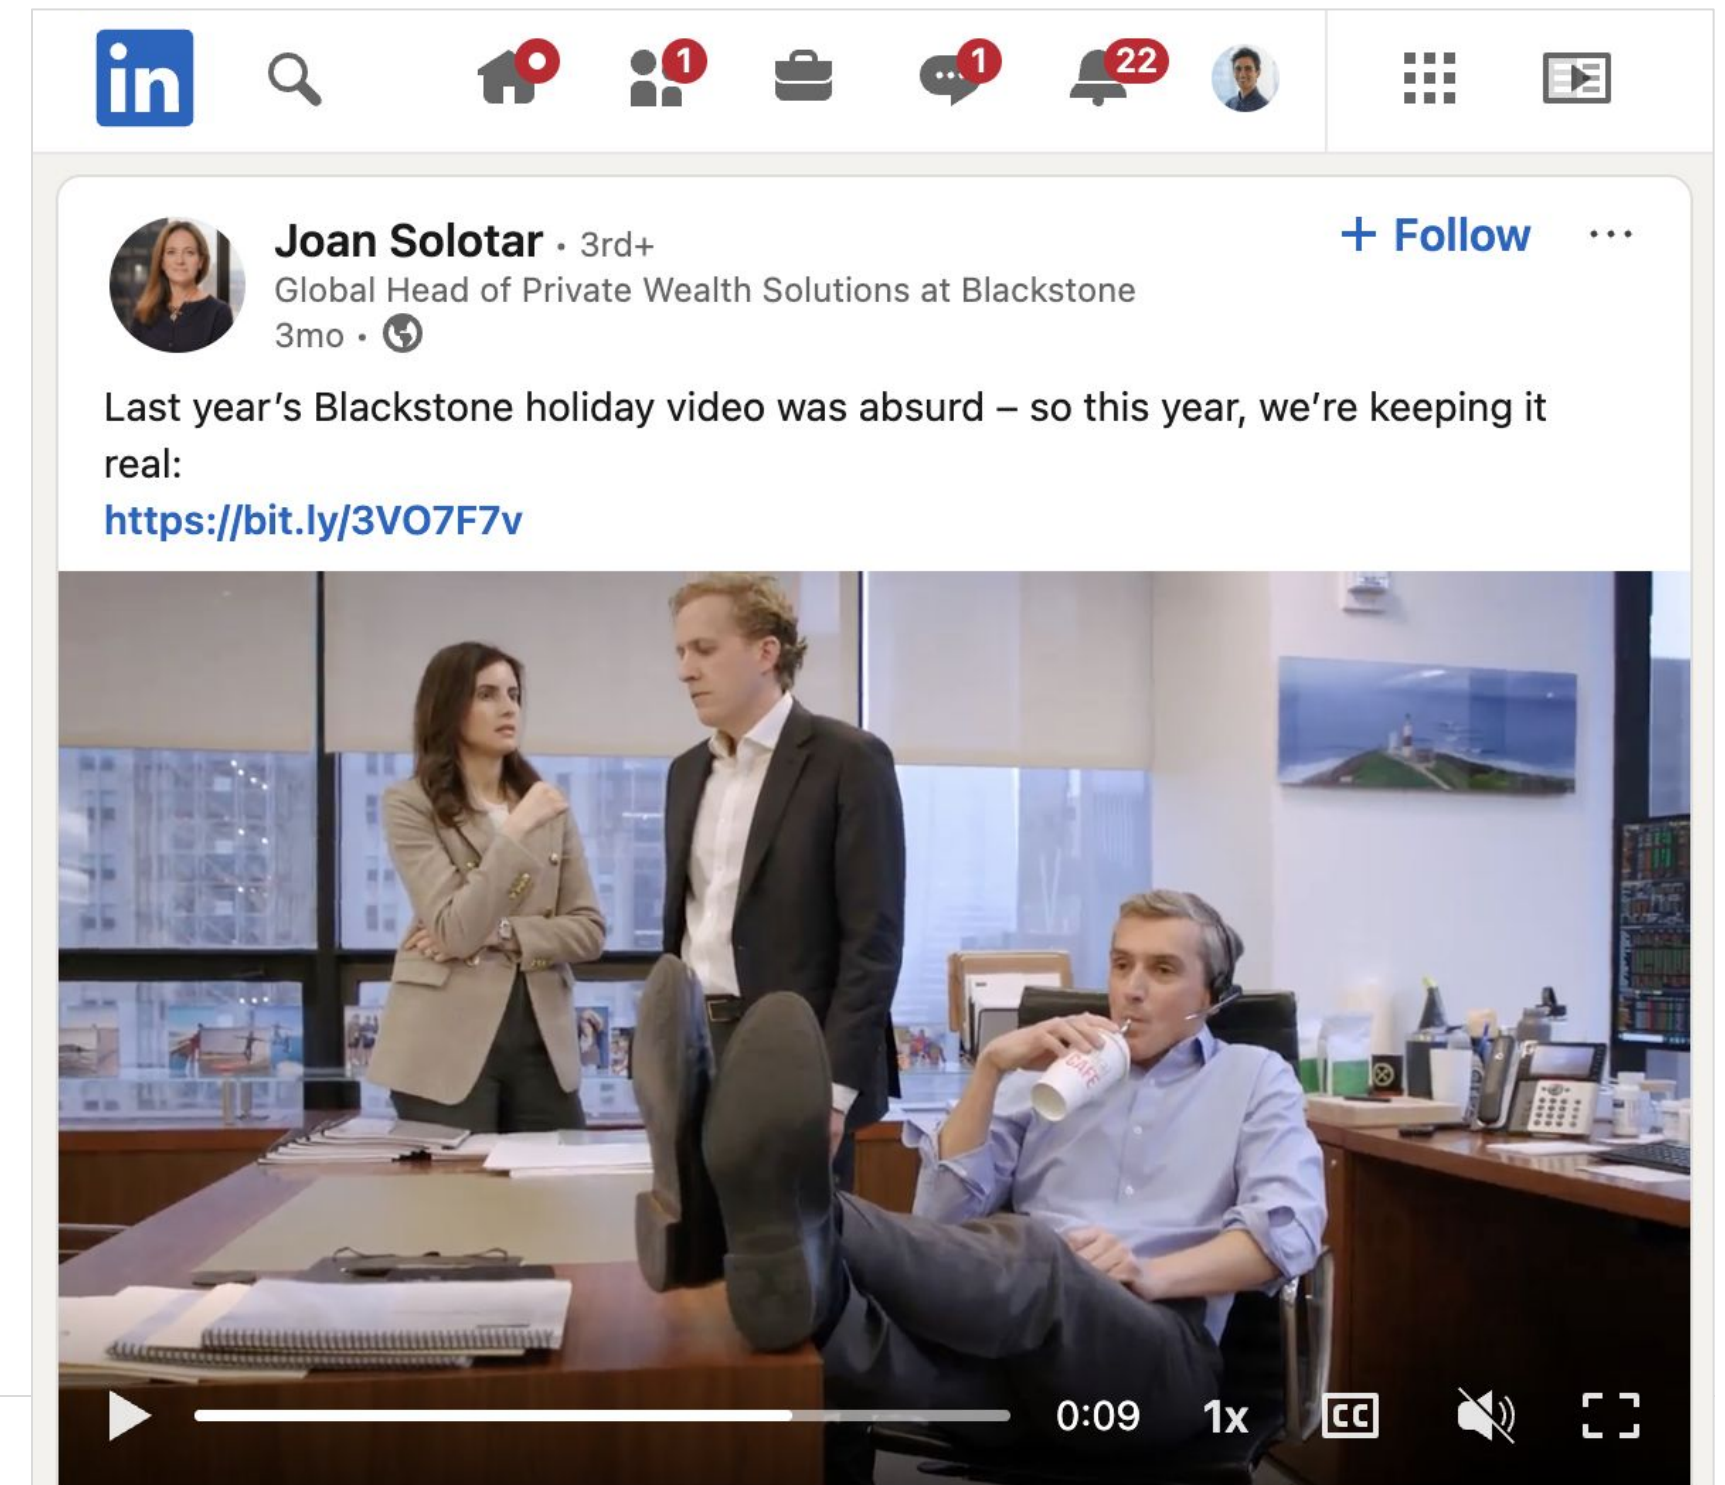 in
1
1
22
Joan Solotar • 3rd+
+ Follow
Global Head of Private Wealth Solutions at Blackstone
3mo •
Last year’s Blackstone holiday video was absurd – so this year, we’re keeping it
real:
https://bit.ly/3VO7F7v
CAFE
0:09
1x
CC